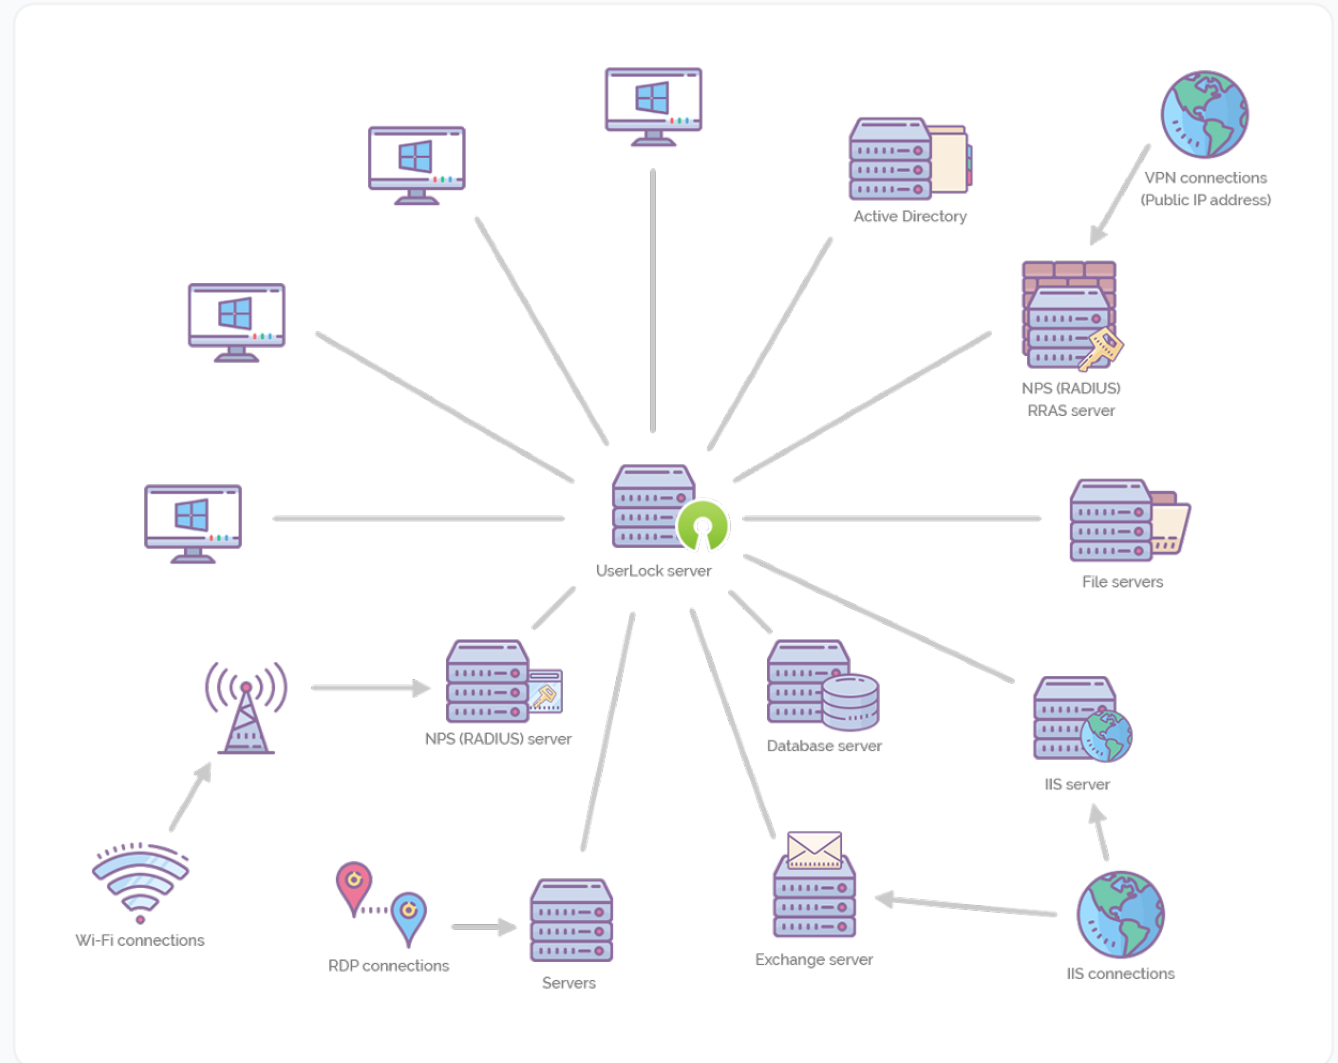 VPN connections
(Public IP address)
Active Directory
NPS (RADIUS)
RRAS server
UserLock server
File servers
NPS (RADIUS) server
Database server
IIS server
Wi-Fi connections
RDP connections
Servers
Exchange server
IIS connections